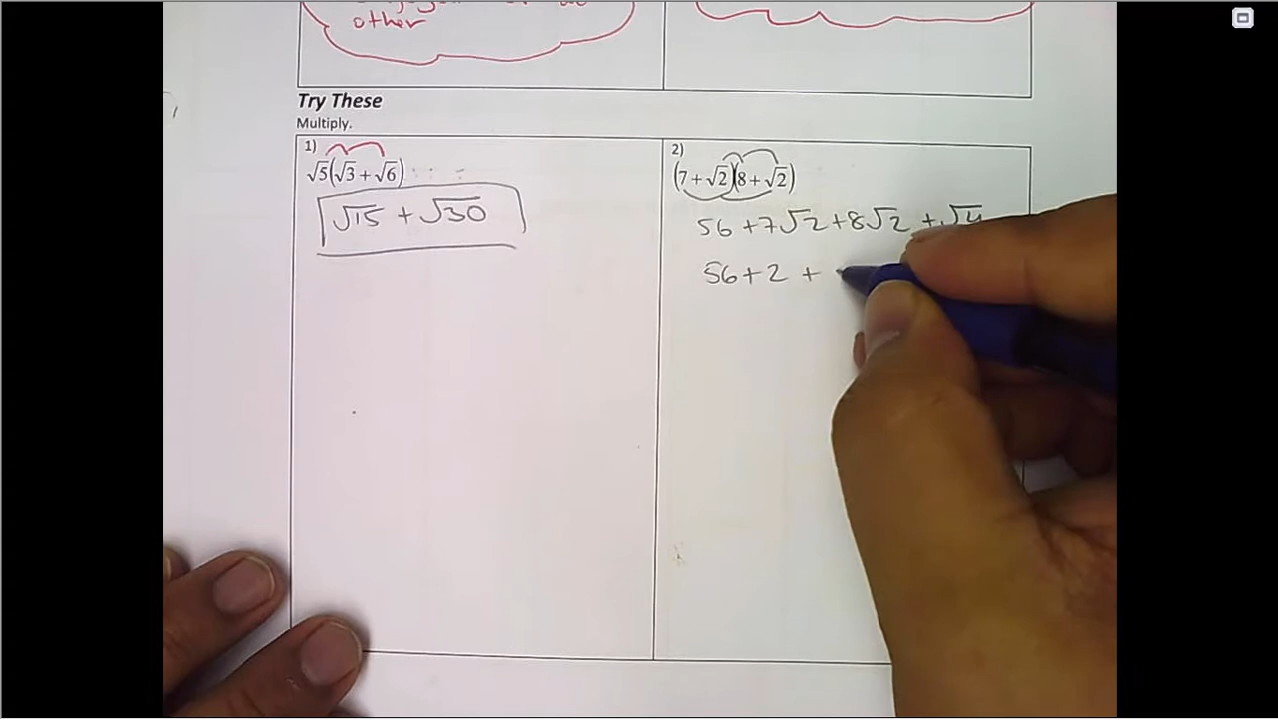 other
Try These
Multiply.
1)
√5(√3 + √6)
√15 + √30
2)
(7 + √2)(8 + √2)
56 + 7√2 + 8√2 + √4
56 + 2 +